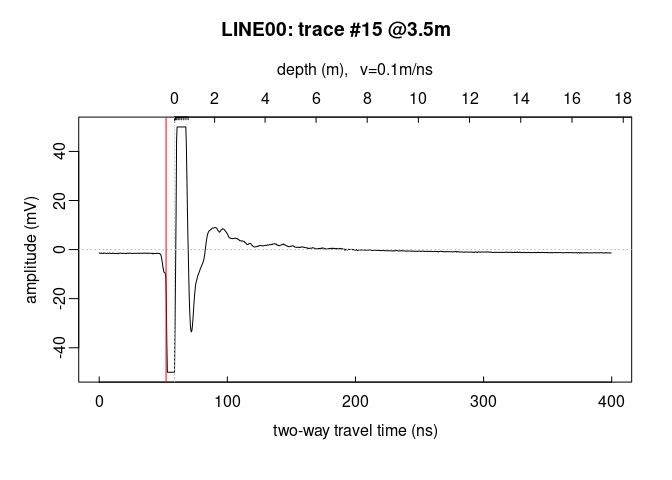 LINE00: trace #15 @3.5m
depth (m),  v=0.1m/ns
0 2 4 6 8 10 12 14 16 18
40
20
0
-20
-40
amplitude (mV)
0 100 200 300 400
two-way travel time (ns)